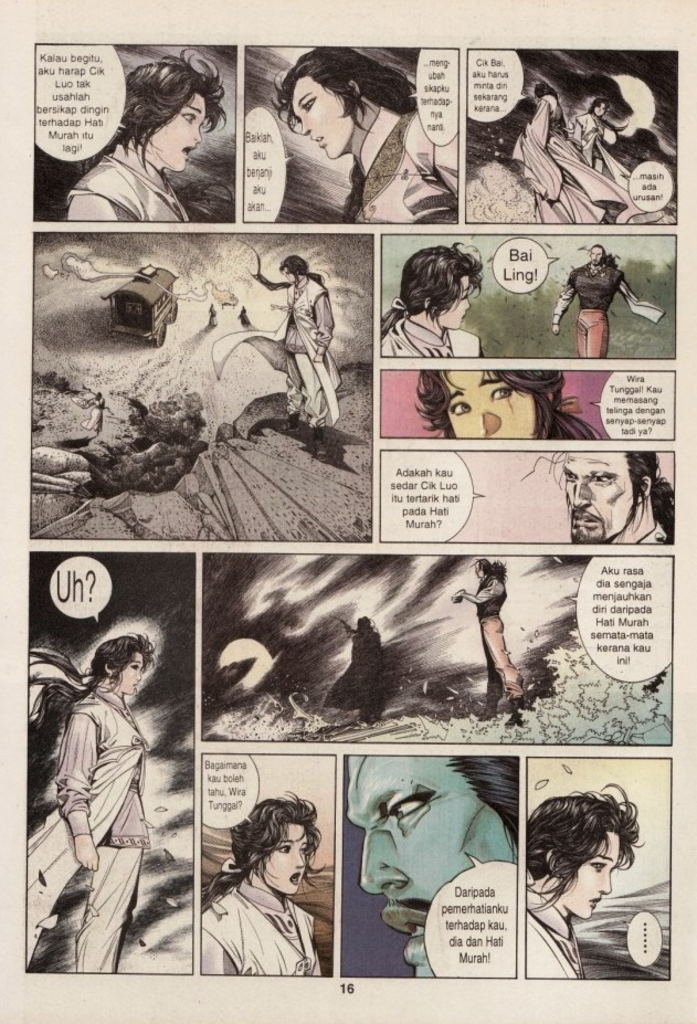 Kalau begitu,
aku harap Cik
Luo tak
usahlah
bersikap dingin
terhadap Hati
Murah itu
lagi!
Baiklah,
aku
berjanji
aku
akan...
...meng-
ubah
sikapku
terhadap-
nya
nanti.
Cik Bai,
aku harus
minta diri
sekarang
kerana...
...masih
ada
urusan!
Bai
Ling!
Wira
Tunggal! Kau
memasang
telinga dengan
senyap-senyap
tadi ya?
Adakah kau
sedar Cik Luo
itu tertarik hati
pada Hati
Murah?
Uh?
Aku rasa
dia sengaja
menjauhkan
diri daripada
Hati Murah
semata-mata
kerana kau
ini!
Bagaimana
kau boleh
tahu, Wira
Tunggal?
Daripada
pemerhatianku
terhadap kau,
dia dan Hati
Murah!
......
16